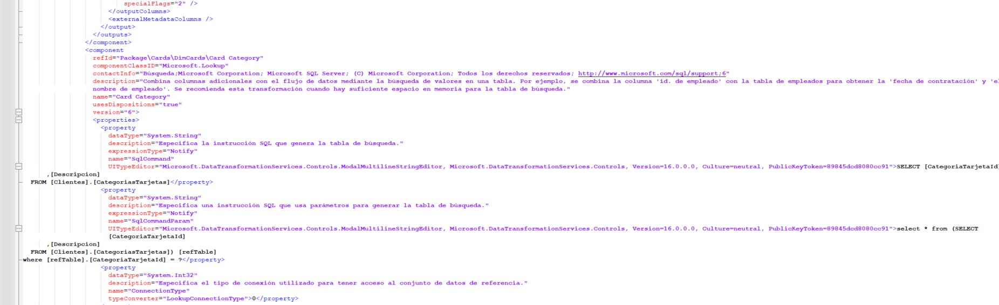 specialFlags="2" />
</outputColumns>
<externalMetadataColumns />
</output>
</outputs>
</component>
<component
refId="Package\Cards\DimCards\Card Category"
componentClassID="Microsoft.Lookup"
contactInfo="Búsqueda;Microsoft Corporation; Microsoft SQL Server; (C) Microsoft Corporation; Todos los derechos reservados; http://www.microsoft.com/sql/support;6"
description="Combina columnas adicionales con el flujo de datos mediante la búsqueda de valores en una tabla. Por ejemplo, se combina la columna 'id. de empleado' con la tabla de empleados para obtener la 'fecha de contratación' y 'el
nombre de empleado'. Se recomienda esta transformación cuando hay suficiente espacio en memoria para la tabla de búsqueda."
name="Card Category"
usesDispositions="true"
version="6">
<properties>
<property
dataType="System.String"
description="Especifica la instrucción SQL que genera la tabla de búsqueda."
expressionType="Notify"
name="SqlCommand"
UITypeEditor="Microsoft.DataTransformationServices.Controls.ModalMultilineStringEditor, Microsoft.DataTransformationServices.Controls, Version=16.0.0.0, Culture=neutral, PublicKeyToken=89845dcd8080cc91">SELECT [CategoriaTarjetaId]
,[Descripcion]
FROM [Clientes].[CategoriasTarjetas]</property>
<property
dataType="System.String"
description="Especifica una instrucción SQL que usa parámetros para generar la tabla de búsqueda."
expressionType="Notify"
name="SqlCommandParam"
UITypeEditor="Microsoft.DataTransformationServices.Controls.ModalMultilineStringEditor, Microsoft.DataTransformationServices.Controls, Version=16.0.0.0, Culture=neutral, PublicKeyToken=89845dcd8080cc91">select * from (SELECT
[CategoriaTarjetaId]
,[Descripcion]
FROM [Clientes].[CategoriasTarjetas]) [refTable]
where [refTable].[CategoriaTarjetaId] = ?</property>
<property
dataType="System.Int32"
description="Especifica el tipo de conexión utilizado para tener acceso al conjunto de datos de referencia."
name="ConnectionType"
typeConverter="LookupConnectionType">0</property>